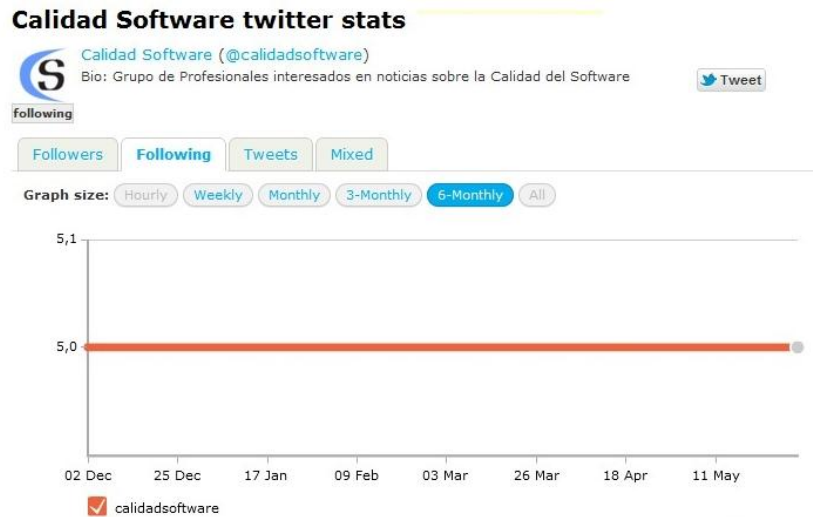 Calidad Software twitter stats
Calidad Software (@calidadsoftware)
Bio: Grupo de Profesionales interesados en noticias sobre la Calidad del Software
Tweet
S
following
Followers Following Tweets Mixed
Graph size: Hourly Weekly Monthly 3-Monthly 6-Monthly All
5,1
5,0
02 Dec 25 Dec 17 Jan 09 Feb 03 Mar 26 Mar 18 Apr 11 May
calidadsoftware